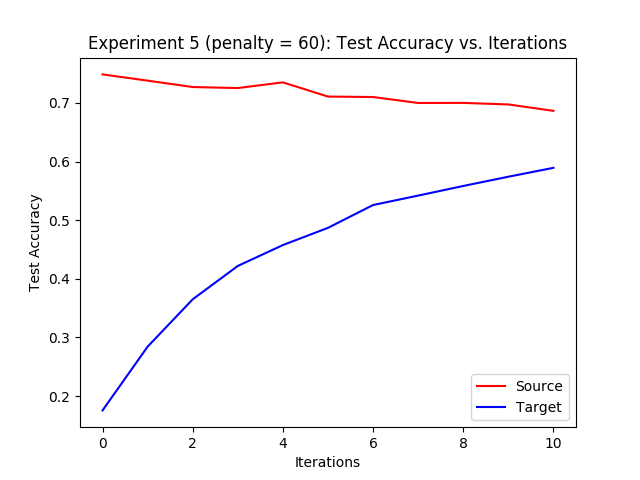 Experiment 5 (penalty = 60): Test Accuracy vs. Iterations
Test Accuracy
0.7
0.6
0.5
0.4
0.3
0.2
Source
Target
0 2 4 6 8 10
Iterations